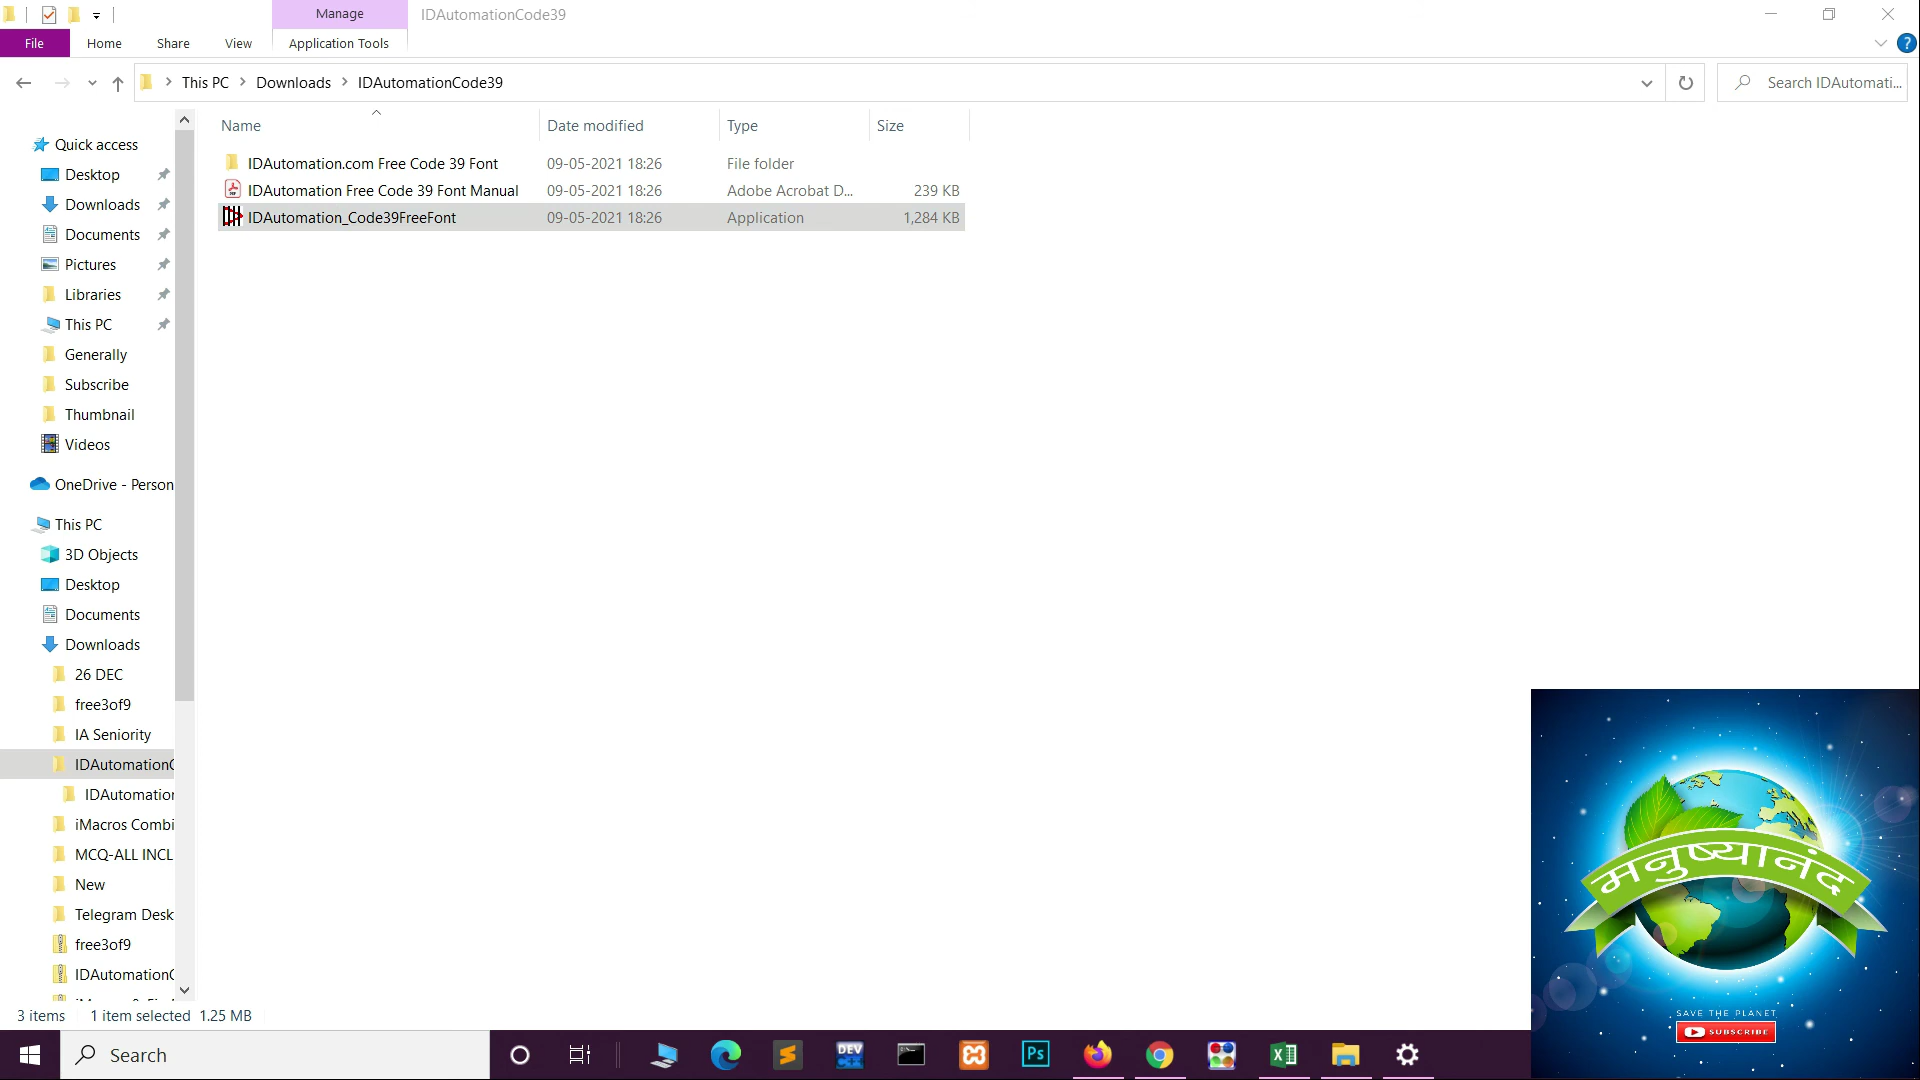 Manage
IDAutomationCode39
File
Home
Share
View
Application Tools
This PC
Downloads
IDAutomationCode39
Search IDAutomati...
Name
Date modified
Type
Size
IDAutomation.com Free Code 39 Font
09-05-2021 18:26
File folder
IDAutomation Free Code 39 Font Manual
09-05-2021 18:26
Adobe Acrobat D...
239 KB
IDAutomation_Code39FreeFont
09-05-2021 18:26
Application
1,284 KB
Quick access
Desktop
Downloads
Documents
Pictures
Libraries
This PC
Generally
Subscribe
Thumbnail
Videos
OneDrive - Person
This PC
3D Objects
Desktop
Documents
Downloads
26 DEC
free3of9
IA Seniority
IDAutomationC
IDAutomation
iMacros Combi
MCQ-ALL INCL
New
Telegram Desk
free3of9
IDAutomationC
3 items
1 item selected 1.25 MB
मनुष्यानंद
SAVE THE PLANET
SUBSCRIBE
Search
DEV
C++
Ps